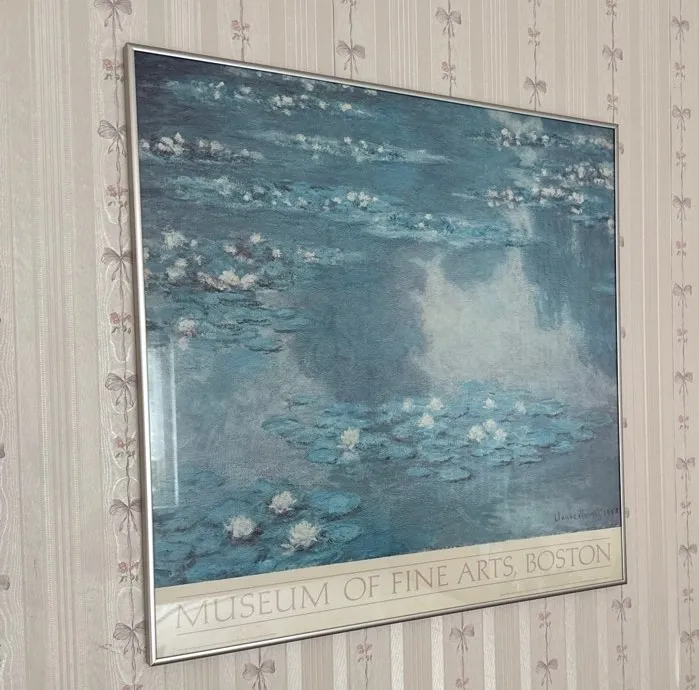 MUSEUM OF FINE ARTS, BOSTON